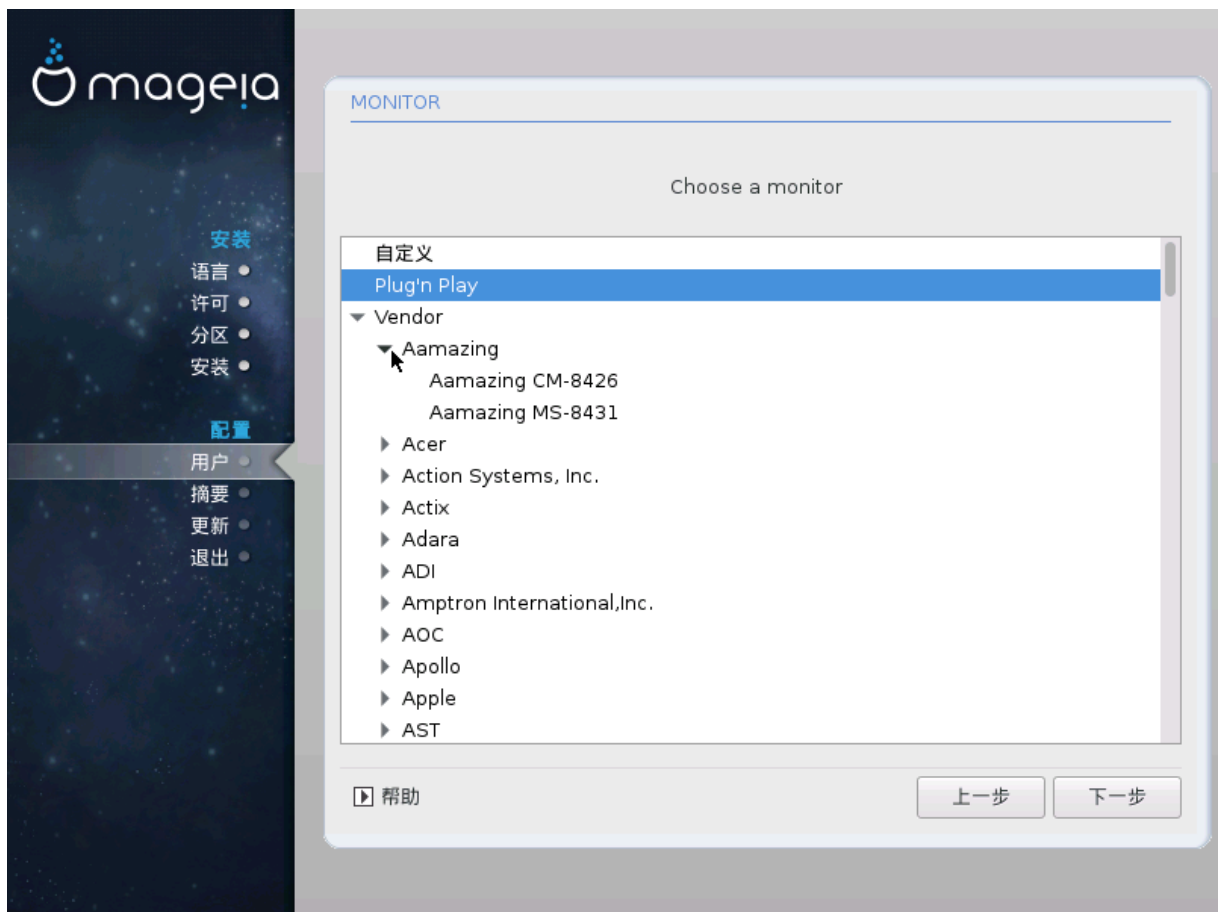 mageia
安装
语言
许可
分区
安装
配置
用户
摘要
更新
退出
MONITOR
Choose a monitor
自定义
Plug'n Play
Vendor
Aamazing
Aamazing CM-8426
Aamazing MS-8431
Acer
Action Systems, Inc.
Actix
Adara
ADI
Amptron International,Inc.
AOC
Apollo
Apple
AST
帮助
上一步
下一步